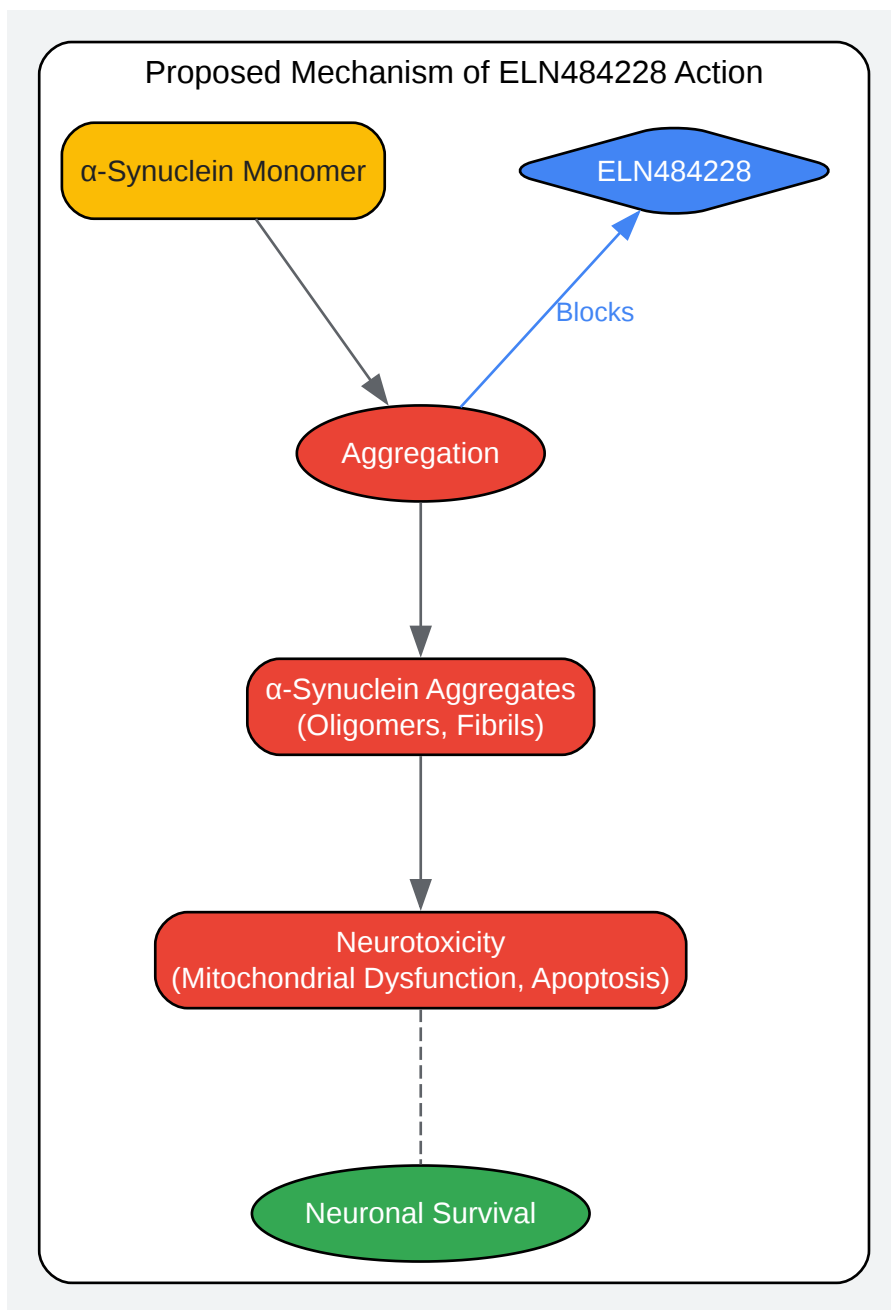 Proposed Mechanism of ELN484228 Action
α-Synuclein Monomer
ELN484228
Blocks
Aggregation
α-Synuclein Aggregates
(Oligomers, Fibrils)
Neurotoxicity
(Mitochondrial Dysfunction, Apoptosis)
Neuronal Survival